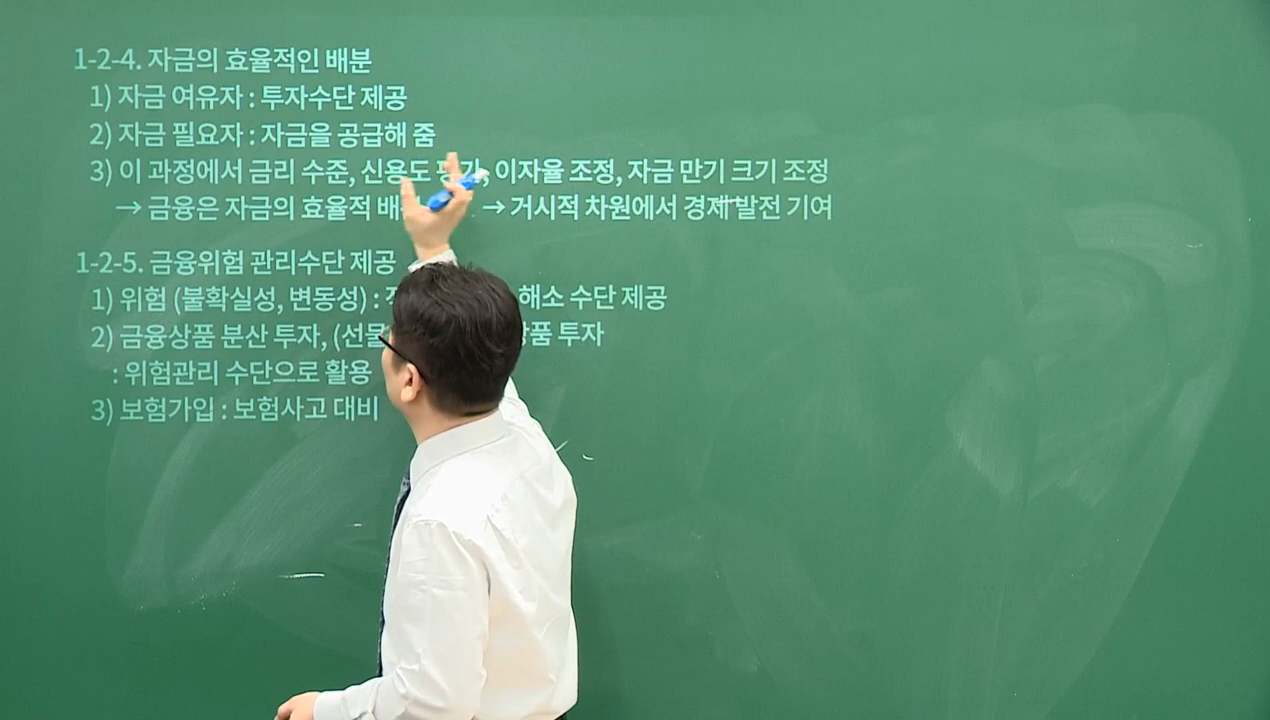 1-2-4. 자금의 효율적인 배분
1) 자금 여유자 : 투자수단 제공
2) 자금 필요자 : 자금을 공급해 줌
3) 이 과정에서 금리 수준, 신용도 이자율 조정, 자금 만기 크기 조정
→ 금융은 자금의 효율적 → 거시적 차원에서 경제 발전 기여
1-2-5. 금융위험 관리수단 제공
1) 위험 (불확실성, 변동성) : 해소 수단 제공
2) 금융상품 분산 투자, (선물 투자
: 위험관리 수단으로 활용
3) 보험가입 : 보험사고 대비